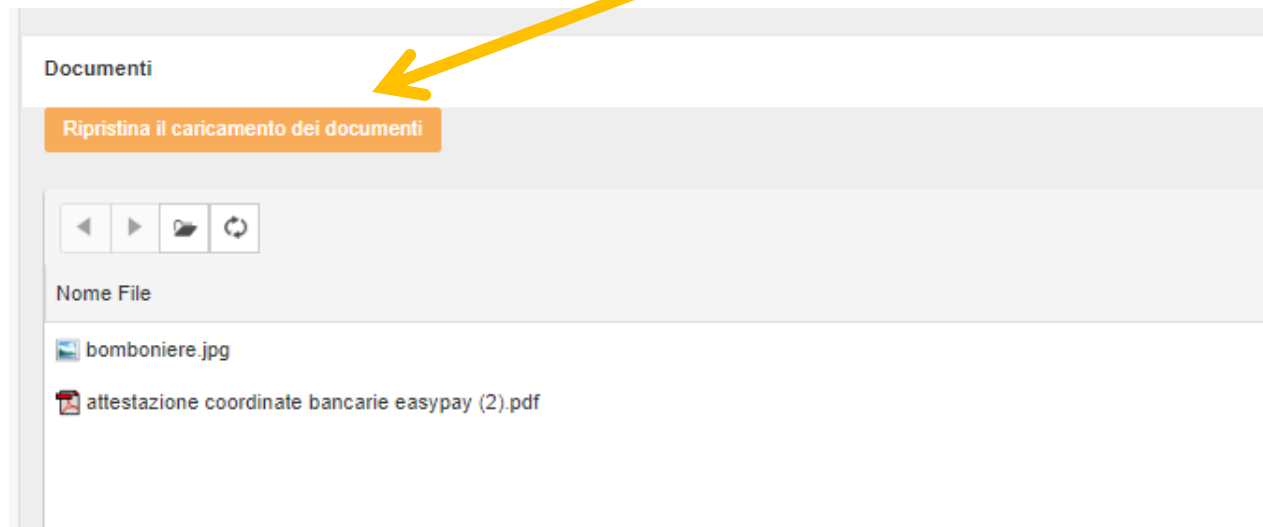 Documenti
Ripristina il caricamento dei documenti
Nome File
bomboniere.jpg
attestazione coordinate bancarie easypay (2).pdf